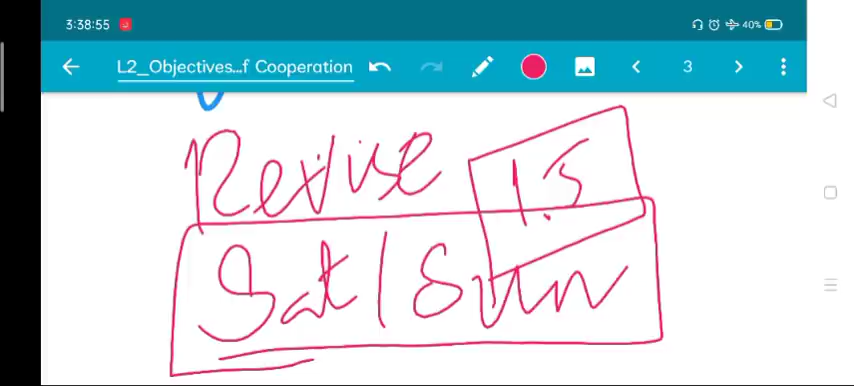 3:38:55 40%
L2_Objectives...f Cooperation 3
Revise 1.5
Sat | Sun